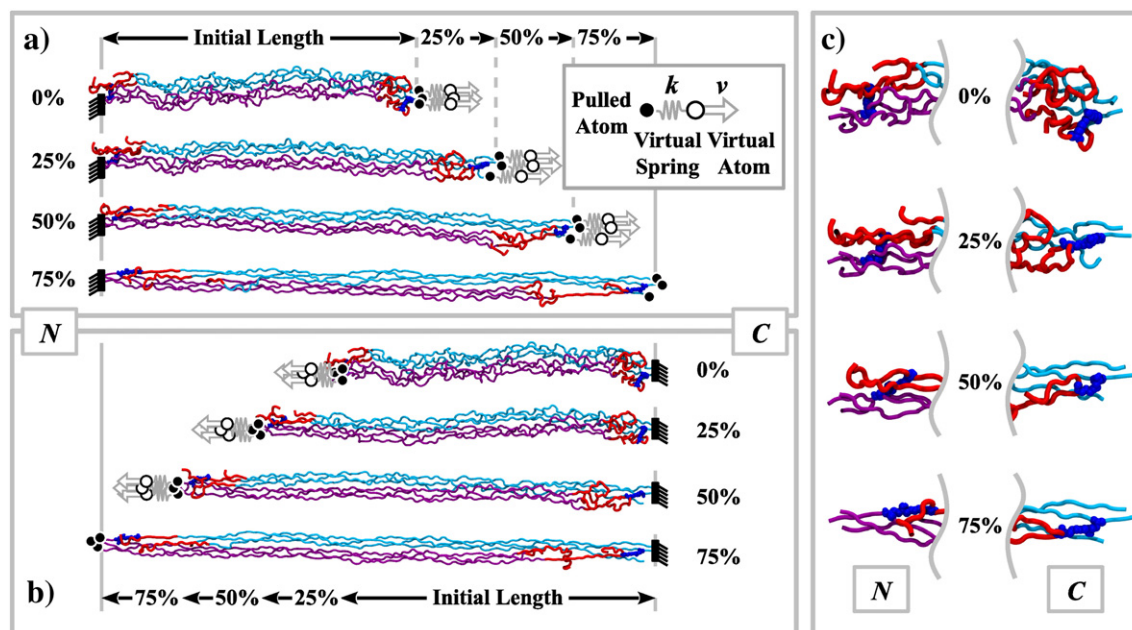 a)
Initial Length 25% 50% 75%
0%
25%
50%
75%
k v
Pulled Atom
Virtual Spring
Virtual Atom
N
C
0%
25%
50%
75%
b)
75% 50% 25% Initial Length
c)
0%
25%
50%
75%
N
C